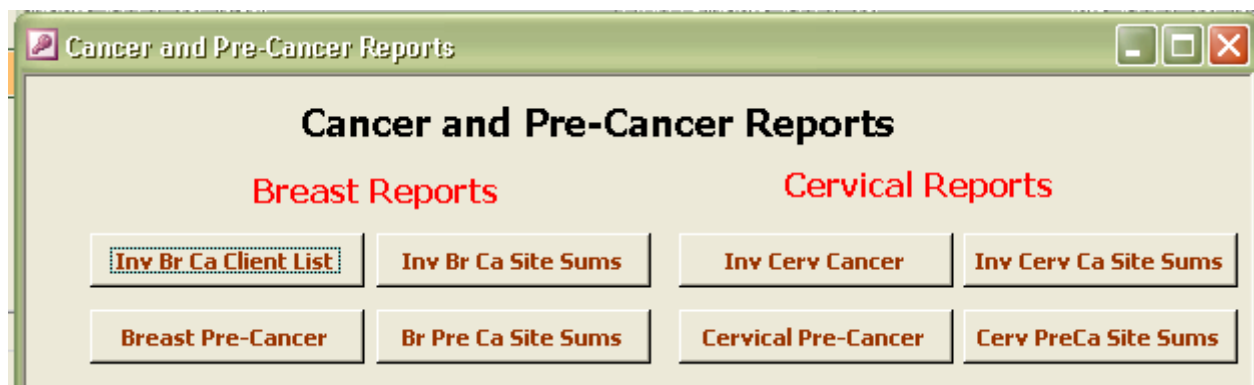 Cancer and Pre-Cancer Reports
Cancer and Pre-Cancer Reports
Breast Reports
Cervical Reports
Inv Br Ca Client List
Inv Br Ca Site Sums
Inv Cerv Cancer
Inv Cerv Ca Site Sums
Breast Pre-Cancer
Br Pre Ca Site Sums
Cervical Pre-Cancer
Cerv PreCa Site Sums